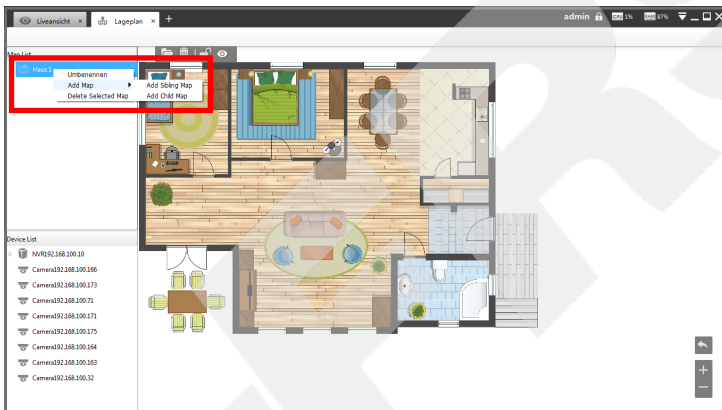 Liveansicht × Lageplan × + admin CPU 1% RAM 87%
Map List
Haus 1
Umbenennen
Add Map Add Sibling Map
Delete Selected Map Add Child Map
Device List
NVR192.168.100.10
Camera192.168.100.166
Camera192.168.100.173
Camera192.168.100.71
Camera192.168.100.171
Camera192.168.100.175
Camera192.168.100.164
Camera192.168.100.163
Camera192.168.100.32